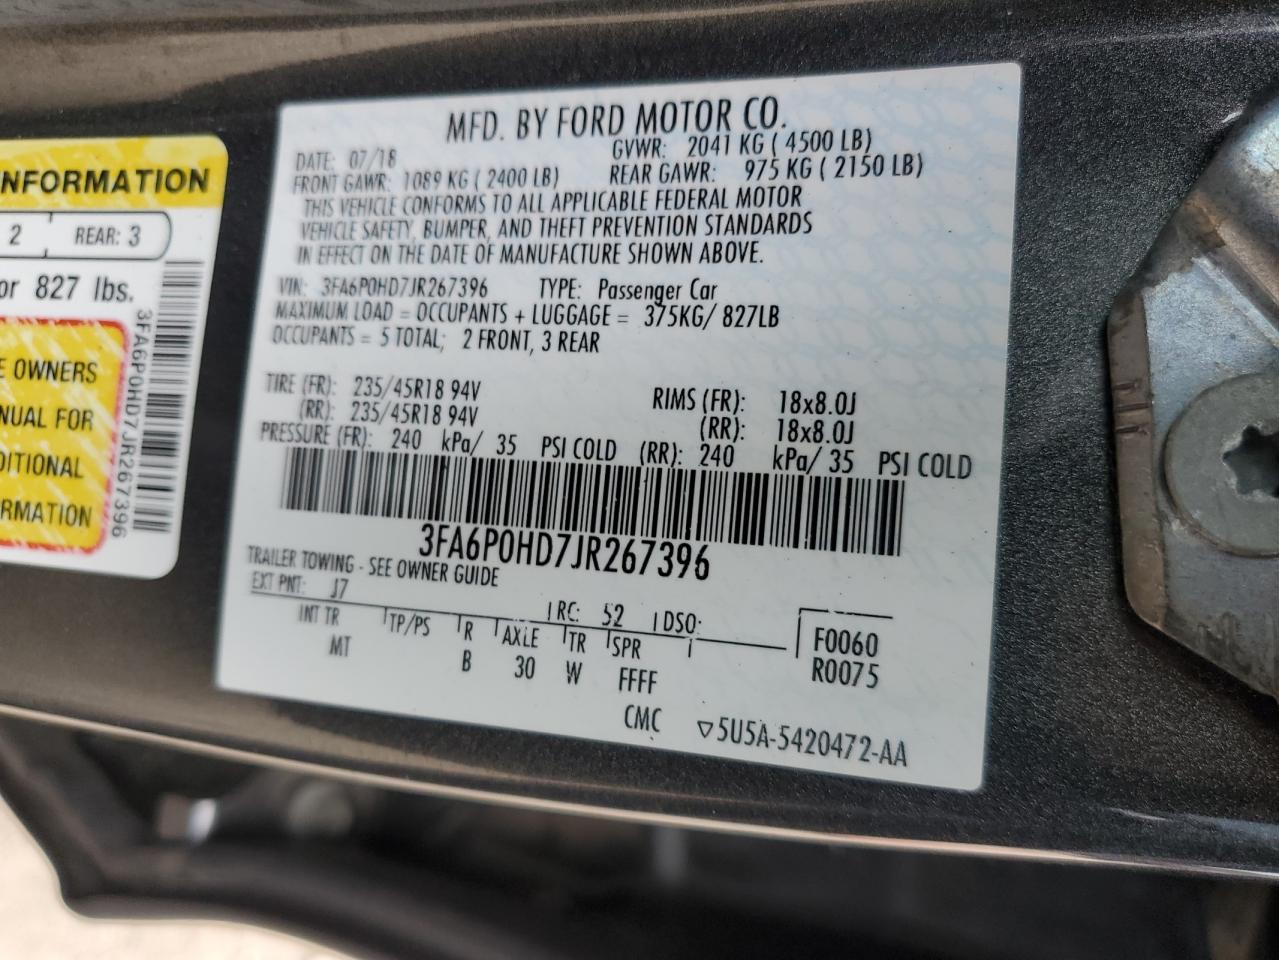 MFD. BY FORD MOTOR CO.
DATE: 07/18 GVWR: 2041 KG ( 4500 LB)
FRONT GAWR: 1089 KG ( 2400 LB) REAR GAWR: 975 KG ( 2150 LB)
THIS VEHICLE CONFORMS TO ALL APPLICABLE FEDERAL MOTOR
VEHICLE SAFETY, BUMPER, AND THEFT PREVENTION STANDARDS
IN EFFECT ON THE DATE OF MANUFACTURE SHOWN ABOVE.
VIN: 3FA6P0HD7JR267396 TYPE: Passenger Car
MAXIMUM LOAD = OCCUPANTS + LUGGAGE = 375KG/ 827LB
OCCUPANTS = 5 TOTAL; 2 FRONT, 3 REAR
TIRE (FR): 235/45R18 94V RIMS (FR): 18x8.0J
(RR): 235/45R18 94V (RR): 18x8.0J
PRESSURE (FR): 240 kPa/ 35 PSI COLD (RR): 240 kPa/ 35 PSI COLD
3FA6P0HD7JR267396
TRAILER TOWING - SEE OWNER GUIDE
EXT PNT: J7 RC: 52 DSO:
INT TR TP/PS R AXLE TR SPR F0060
MT B 30 W FFFF R0075
CMC ▽5U5A-5420472-AA
NFORMATION
2 REAR: 3
or 827 lbs.
E OWNERS
NUAL FOR
DITIONAL
RMATION
3FA6P0HD7JR267396